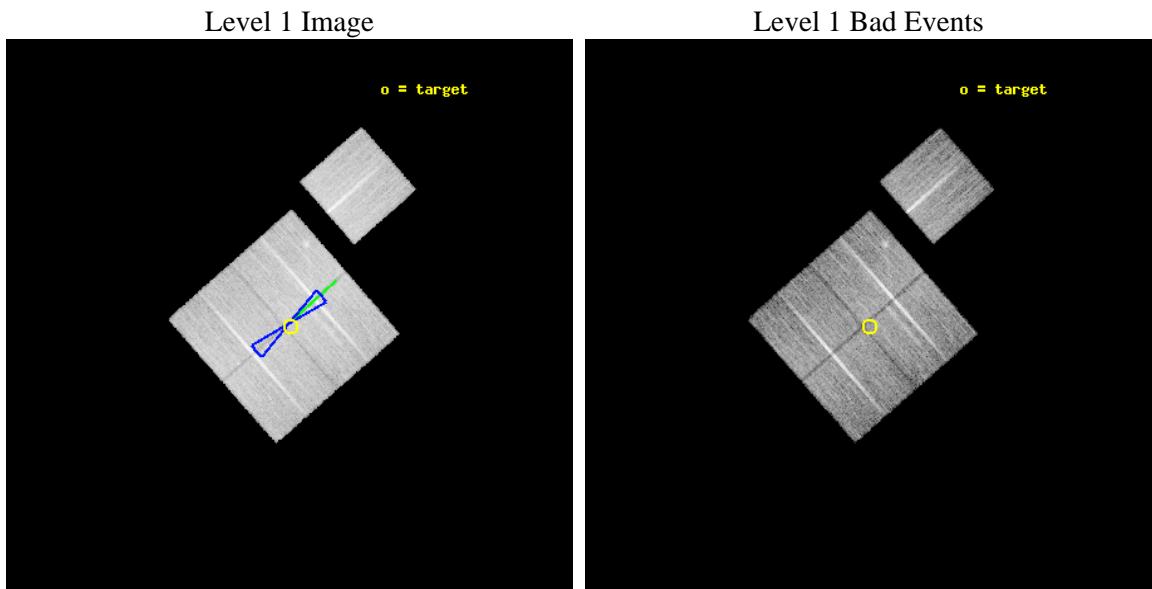 Level 1 Image
Level 1 Bad Events
o = target
o = target